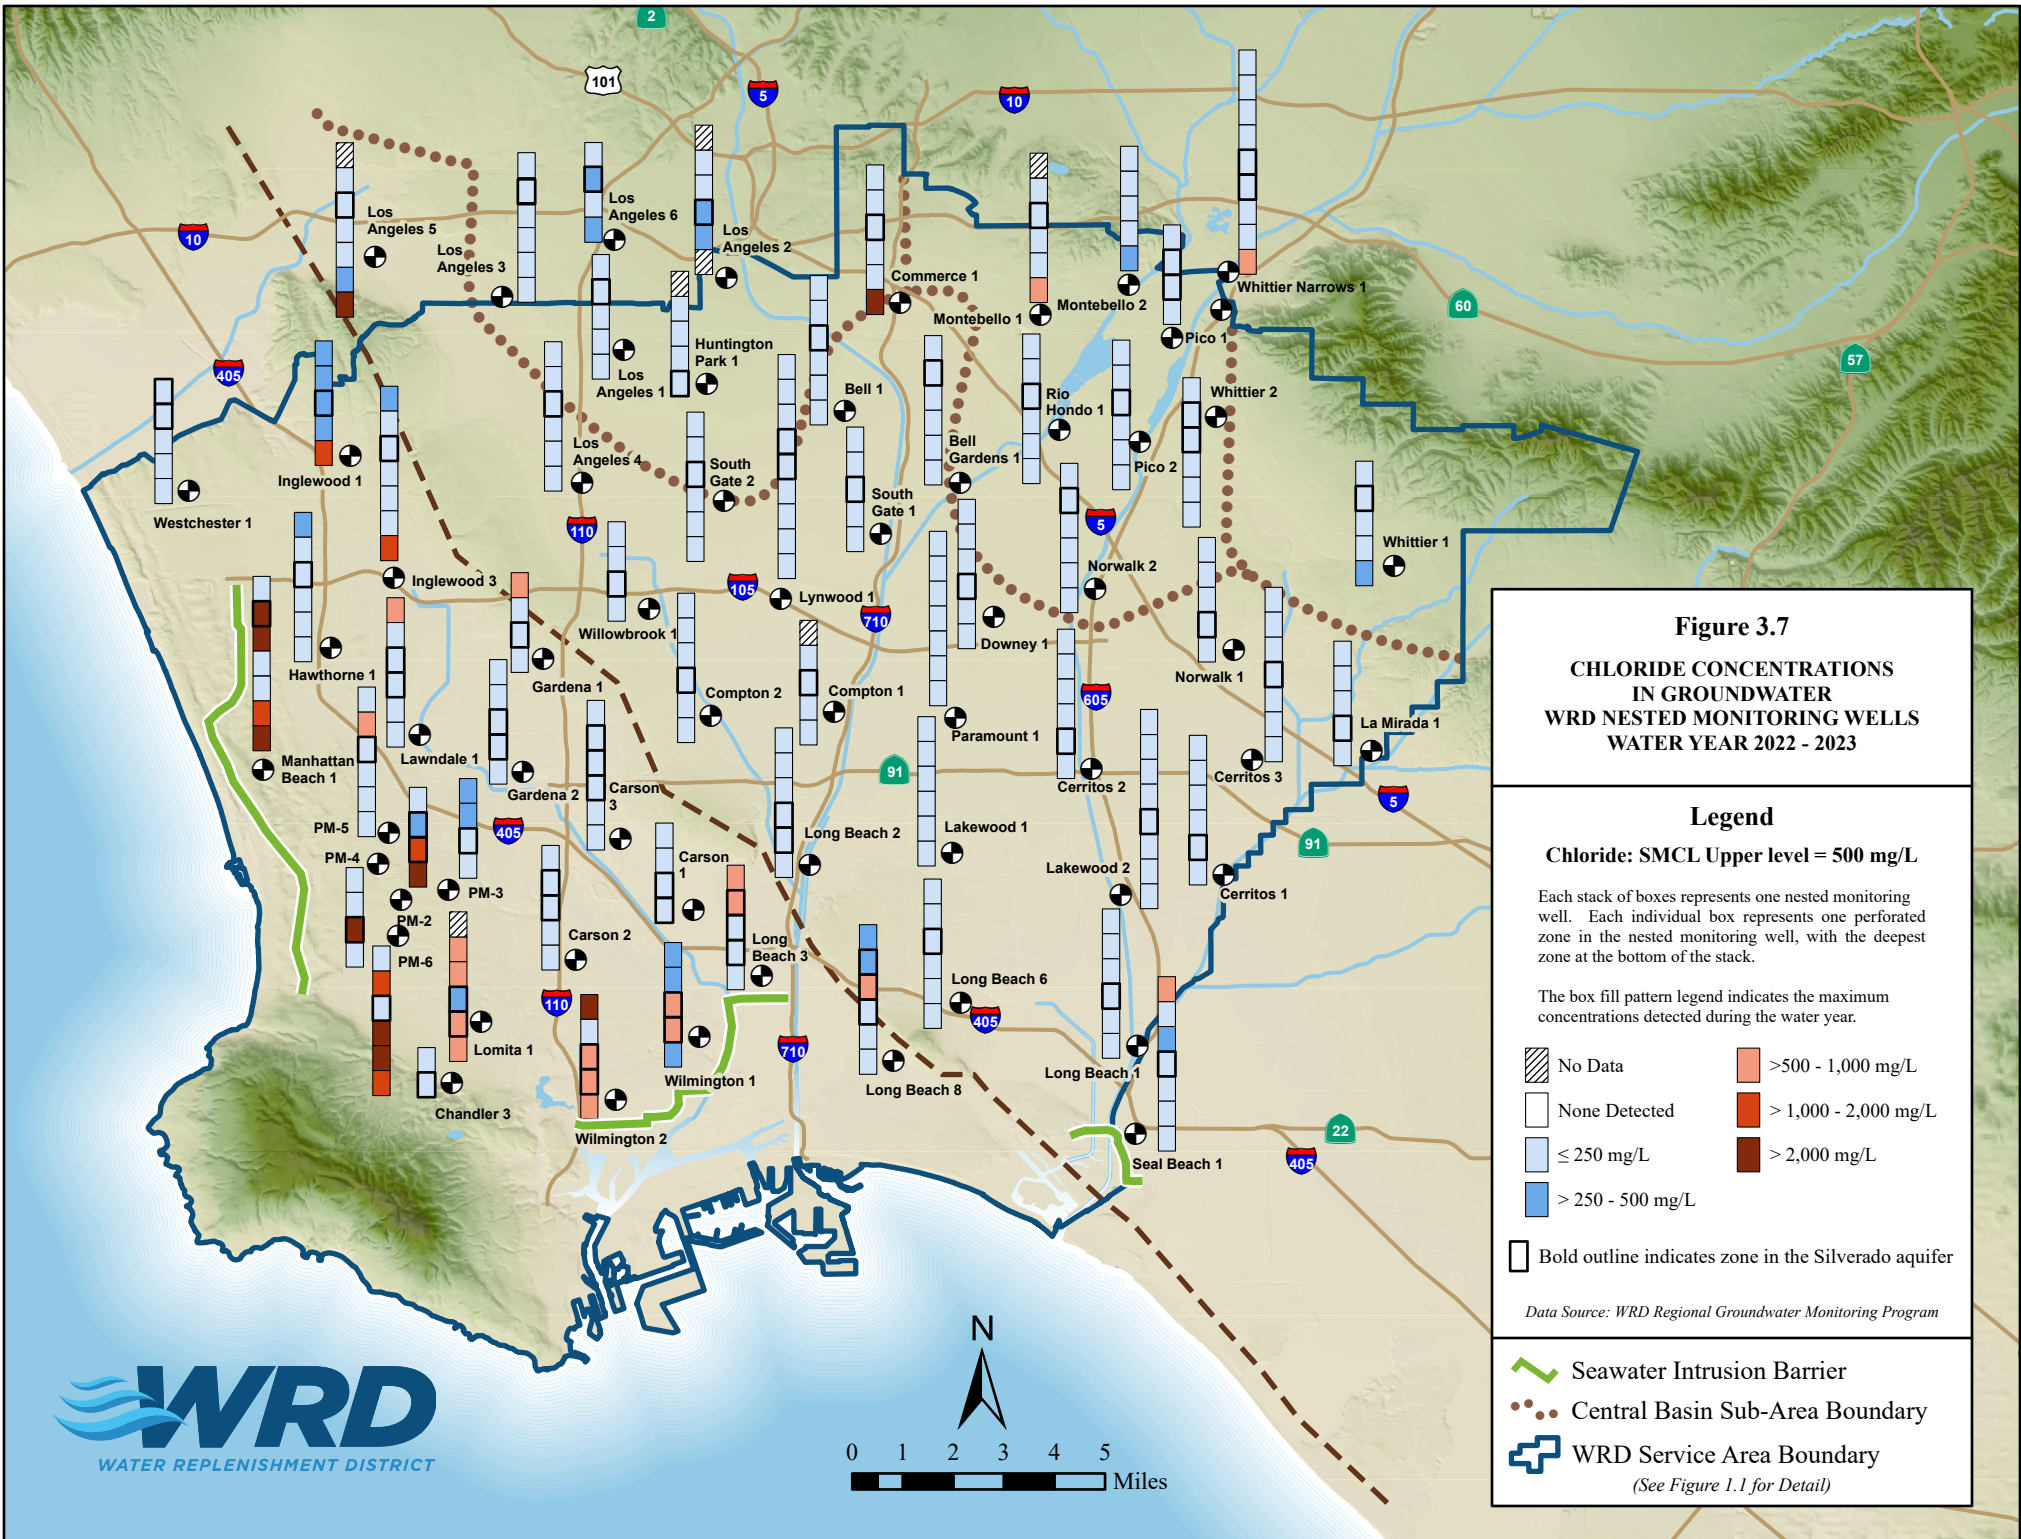 2
101
5
10
10
Los
Angeles 5
Los
Angeles 6
Los
Angeles 2
Los
Angeles 3
Commerce 1
Montebello 1
Montebello 2
Whittier Narrows 1
Pico 1
60
57
405
Huntington
Park 1
Los
Angeles 1
Bell 1
Rio
Hondo 1
Whittier 2
Inglewood 1
Los
Angeles 4
South
Gate 2
Bell
Gardens 1
Pico 2
South
Gate 1
Westchester 1
110
5
Whittier 1
Inglewood 3
105
Lynwood 1
Norwalk 2
710
Willowbrook 1
Downey 1
Hawthorne 1
Gardena 1
Compton 2
Compton 1
Norwalk 1
605
Paramount 1
La Mirada 1
Manhattan
Beach 1
Lawndale 1
Gardena 2
Carson
3
91
Cerritos 2
Cerritos 3
5
PM-5
405
Long Beach 2
Lakewood 1
91
PM-4
Carson
1
Lakewood 2
Cerritos 1
PM-3
PM-2
PM-6
Carson 2
Long
Beach 3
Long Beach 6
110
405
Lomita 1
710
Wilmington 1
Long Beach 8
Long Beach 1
Chandler 3
Wilmington 2
22
Seal Beach 1
405
Figure 3.7
CHLORIDE CONCENTRATIONS
IN GROUNDWATER
WRD NESTED MONITORING WELLS
WATER YEAR 2022 - 2023
Legend
Chloride: SMCL Upper level = 500 mg/L
Each stack of boxes represents one nested monitoring
well. Each individual box represents one perforated
zone in the nested monitoring well, with the deepest
zone at the bottom of the stack.
The box fill pattern legend indicates the maximum
concentrations detected during the water year.
No Data
None Detected
≤ 250 mg/L
> 250 - 500 mg/L
>500 - 1,000 mg/L
> 1,000 - 2,000 mg/L
> 2,000 mg/L
Bold outline indicates zone in the Silverado aquifer
Data Source: WRD Regional Groundwater Monitoring Program
Seawater Intrusion Barrier
Central Basin Sub-Area Boundary
WRD Service Area Boundary
(See Figure 1.1 for Detail)
N
0 1 2 3 4 5
Miles
WRD
WATER REPLENISHMENT DISTRICT